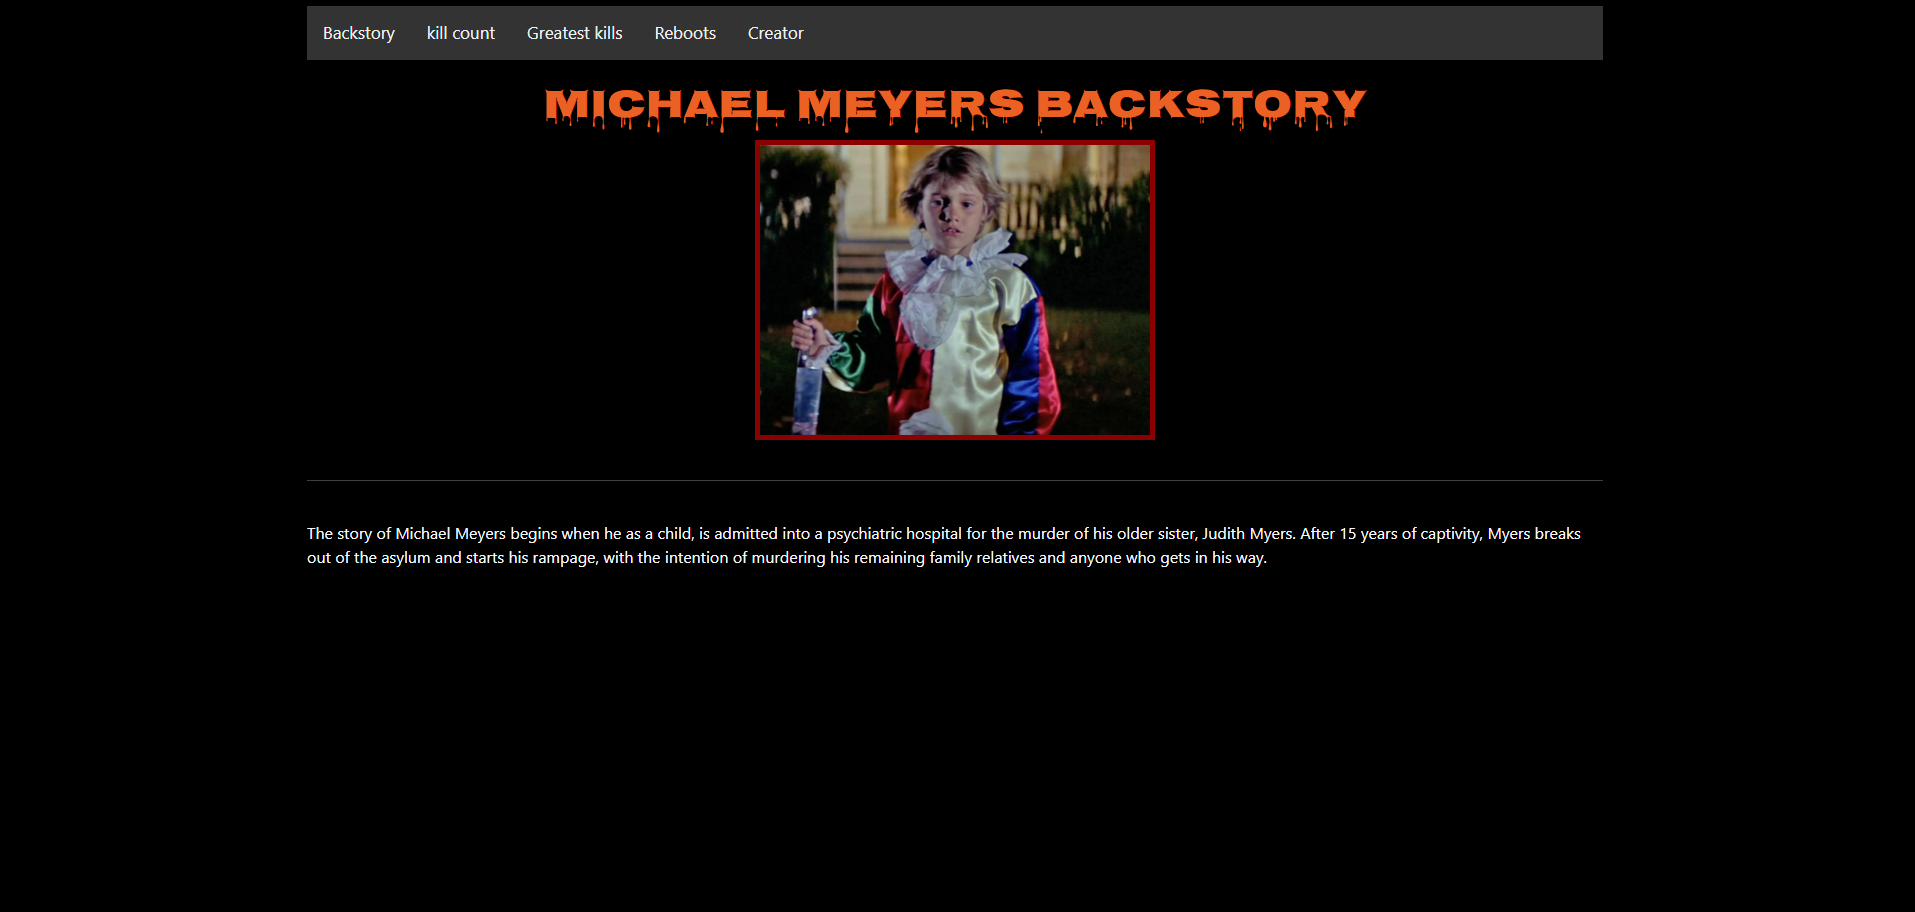 Backstory kill count Greatest kills Reboots Creator
MICHAEL MEYERS BACKSTORY
The story of Michael Meyers begins when he as a child, is admitted into a psychiatric hospital for the murder of his older sister, Judith Myers. After 15 years of captivity, Myers breaks
out of the asylum and starts his rampage, with the intention of murdering his remaining family relatives and anyone who gets in his way.